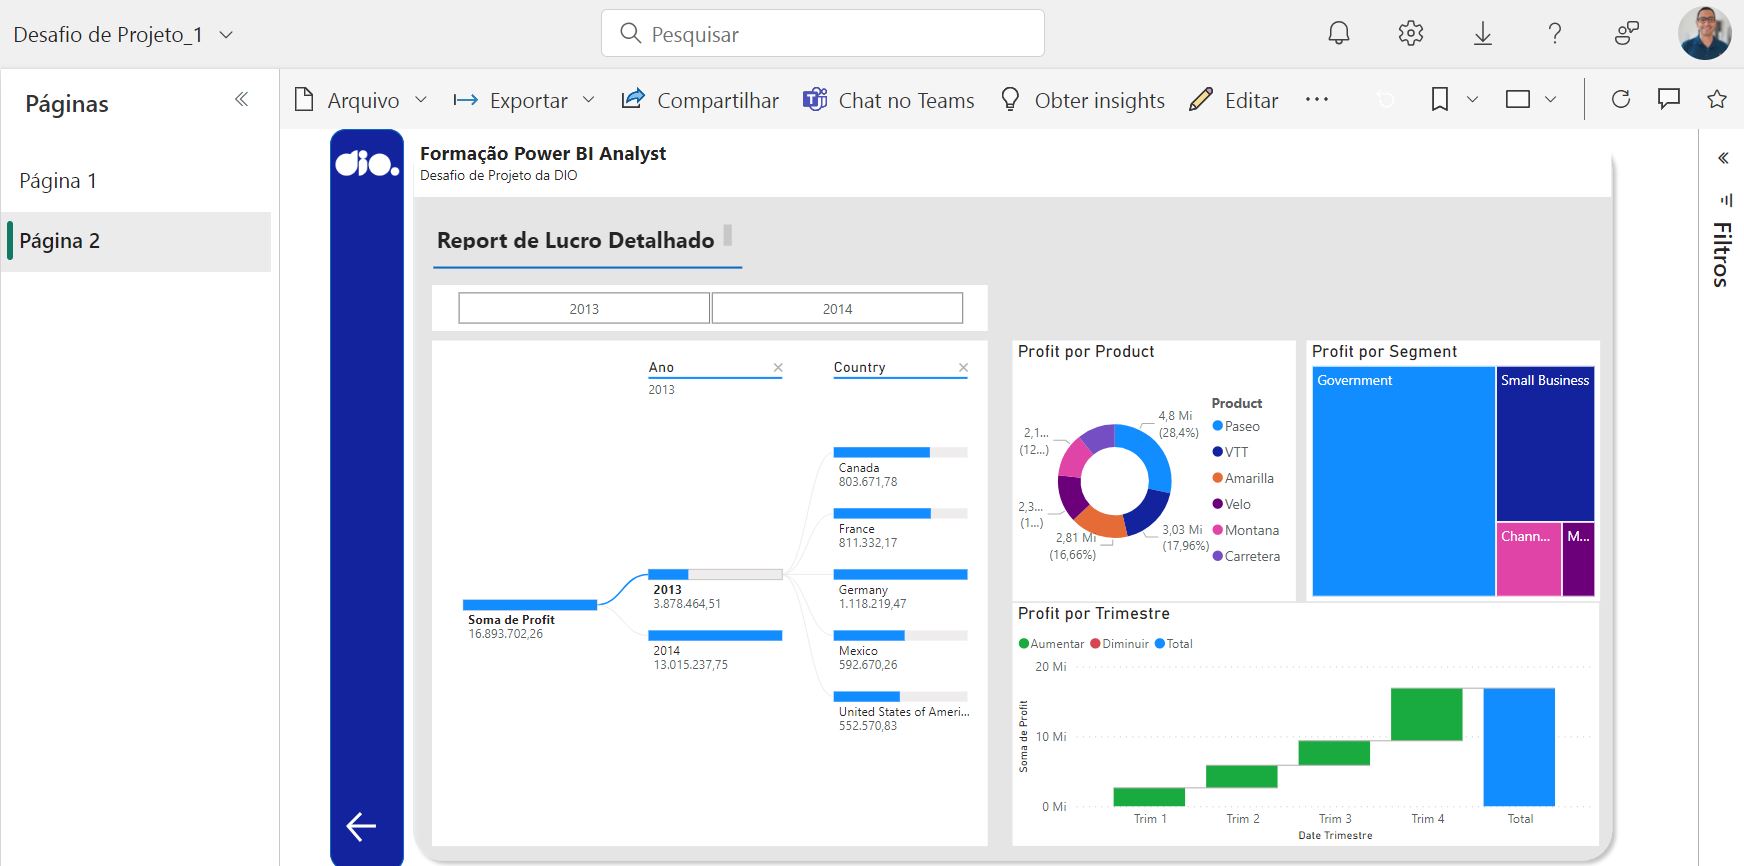 Desafio de Projeto_1
Pesquisar
Páginas
Página 1
Página 2
Arquivo
Exportar
Compartilhar
Chat no Teams
Obter insights
Editar
Filtros
dio.
Formação Power BI Analyst
Desafio de Projeto da DIO
Report de Lucro Detalhado
2013
2014
Ano
2013
Country
Soma de Profit
16.893.702,26
2013
3.878.464,51
2014
13.015.237,75
Canada
803.671,78
France
811.332,17
Germany
1.118.219,47
Mexico
592.670,26
United States of Ameri...
552.570,83
Profit por Product
4,8 Mi
(28,4%)
3,03 Mi
(17,96%)
2,81 Mi
(16,66%)
2,3...
(1...)
2,1...
(12...)
Product
Paseo
VTT
Amarilla
Velo
Montana
Carretera
Profit por Segment
Government
Small Business
Chann...
M...
Profit por Trimestre
Aumentar Diminuir Total
Soma de Profit
20 Mi
10 Mi
0 Mi
Trim 1 Trim 2 Trim 3 Trim 4 Total
Date Trimestre